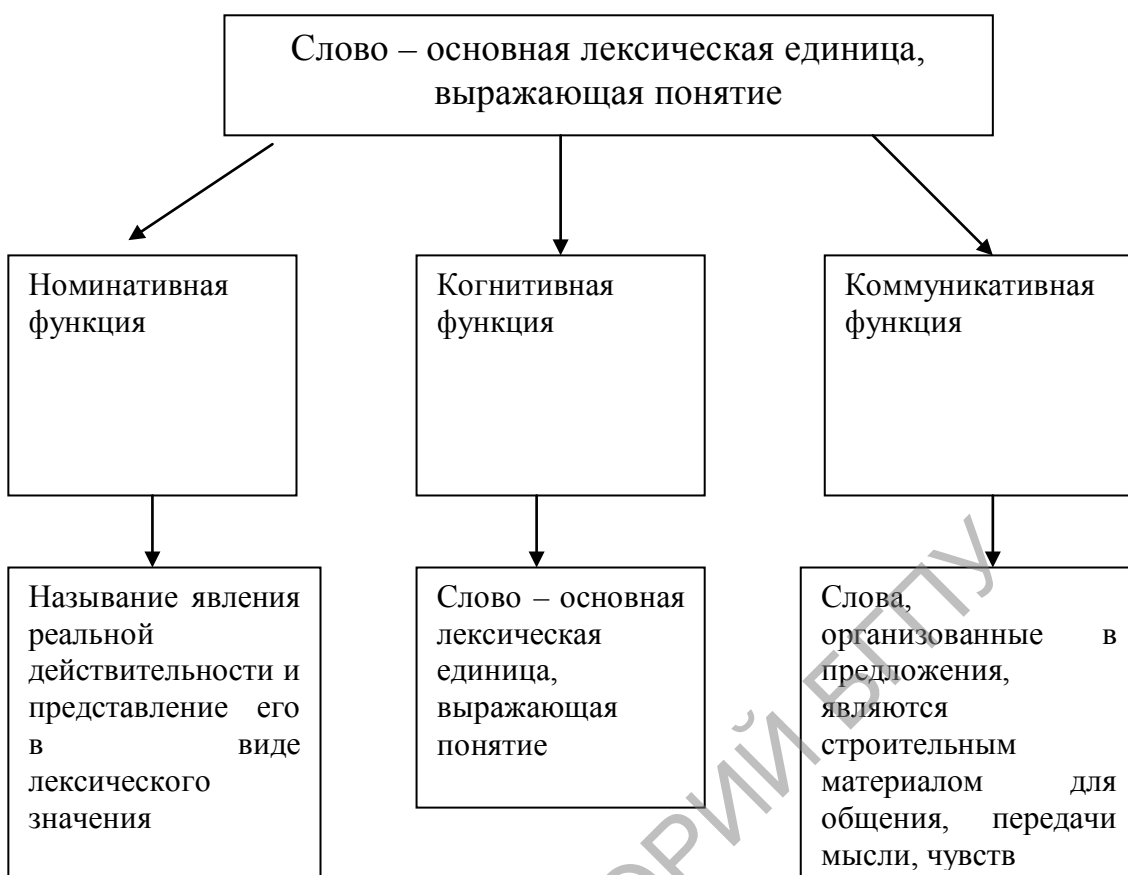 Слово – основная лексическая единица,
выражающая понятие
Номинативная
функция
Когнитивная
функция
Коммуникативная
функция
Называние явления
реальной
действительности и
представление его
в виде
лексического
значения
Слово – основная
лексическая
единица,
выражающая
понятие
Слова,
организованные в
предложения,
являются
строительным
материалом для
общения, передачи
мысли, чувств
БГПУ